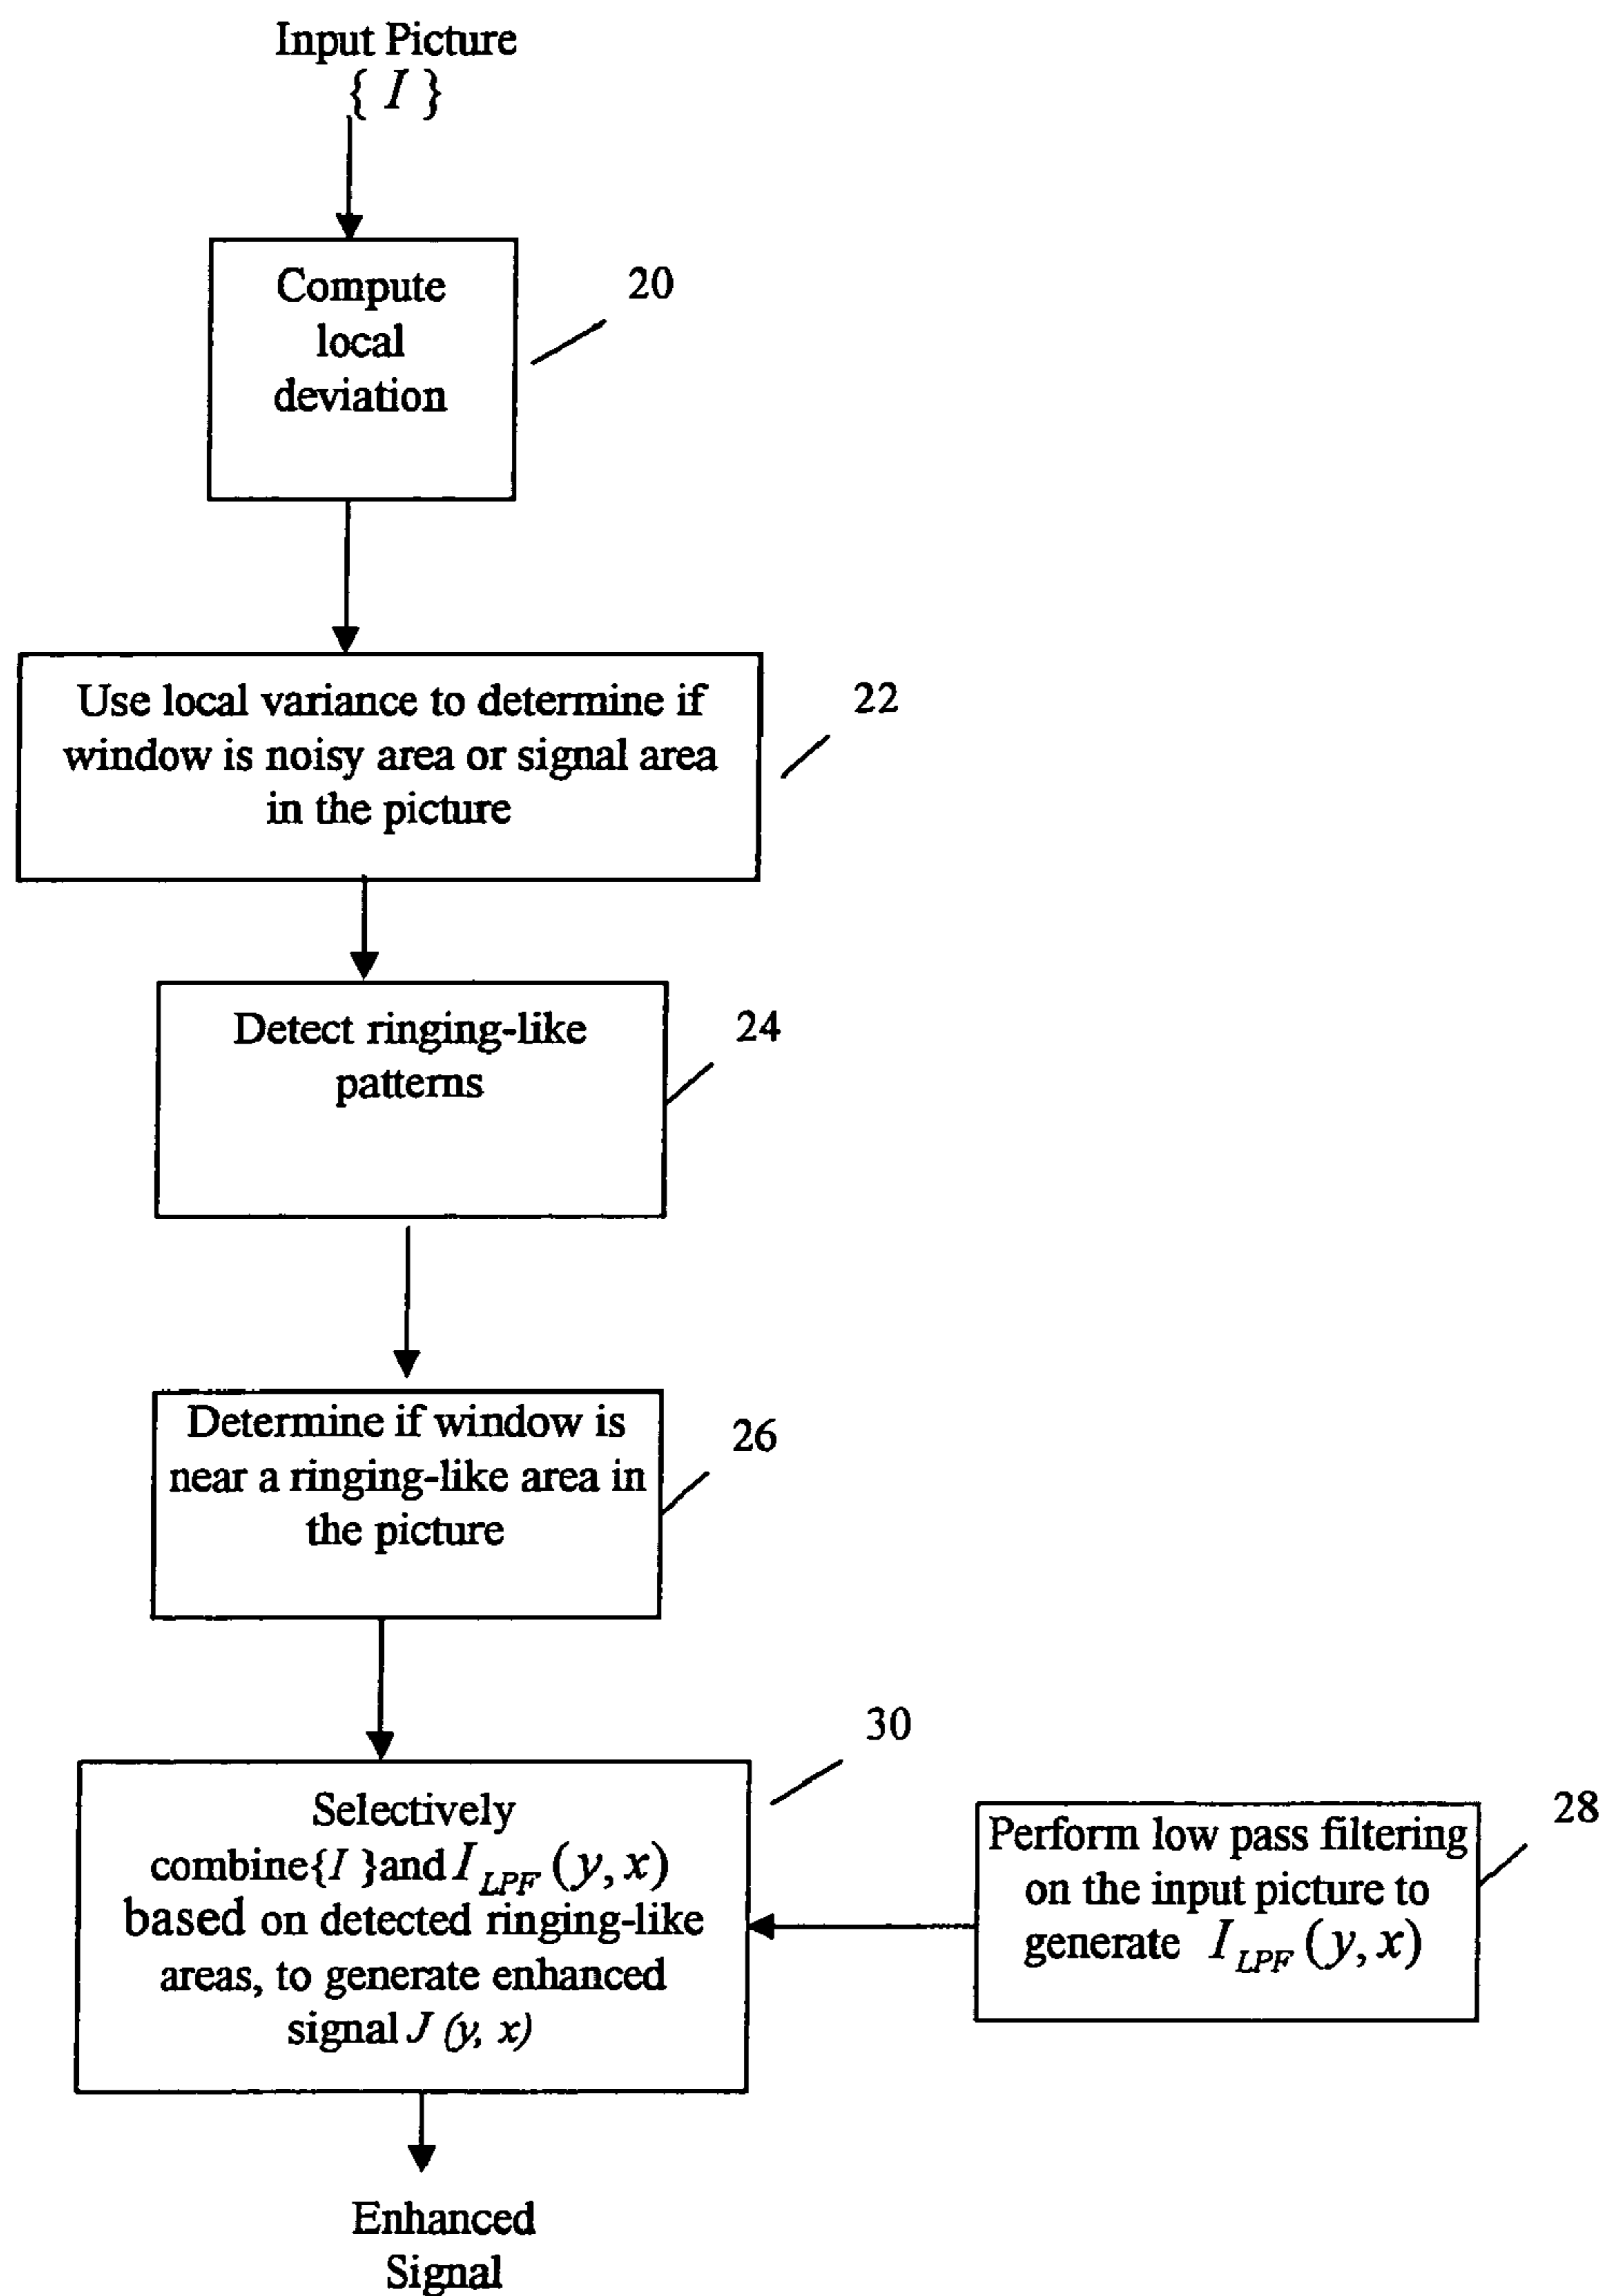 Input Picture
{ I }
Compute
local
deviation
20
Use local variance to determine if
window is noisy area or signal area
in the picture
22
Detect ringing-like
patterns
24
Determine if window is
near a ringing-like area in
the picture
26
Selectively
combine{I }and I_LPF (y, x)
based on detected ringing-like
areas, to generate enhanced
signal J (y, x)
30
Perform low pass filtering
on the input picture to
generate I_LPF (y, x)
28
Enhanced
Signal